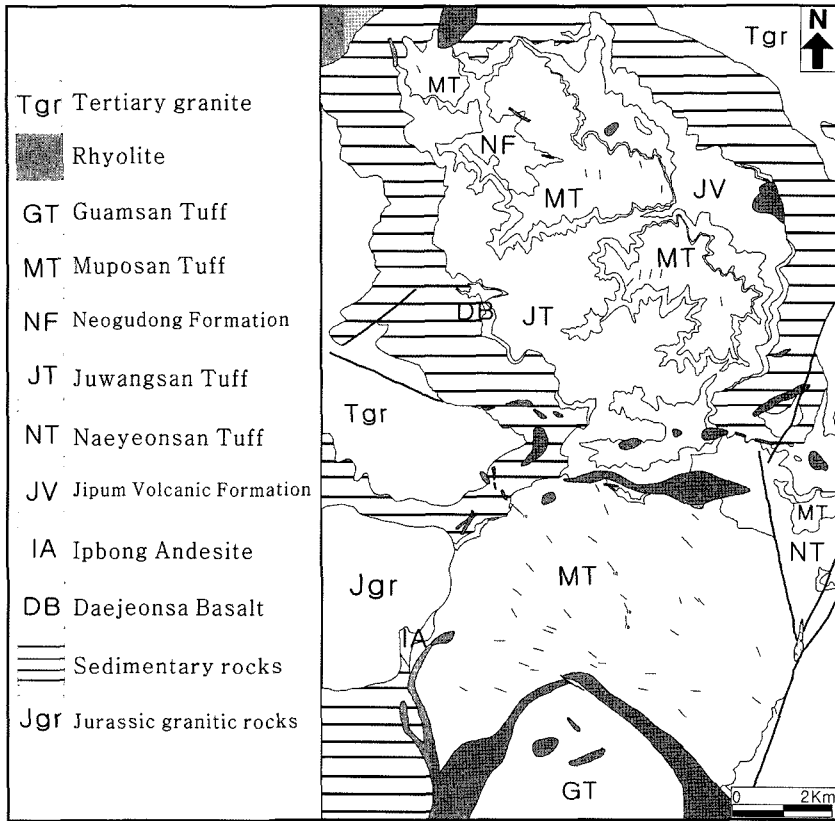 Tgr Tertiary granite
Rhyolite
GT Guamsan Tuff
MT Muposan Tuff
NF Neogudong Formation
JT Juwangsan Tuff
NT Naeyeonsan Tuff
JV Jipum Volcanic Formation
IA Ipbong Andesite
DB Daejeonsa Basalt
Sedimentary rocks
Jgr Jurassic granitic rocks
N
Tgr
MT
NF
JV
MT
MT
DB
JT
Tgr
MT
NT
MT
Jgr
IA
GT
0 2Km